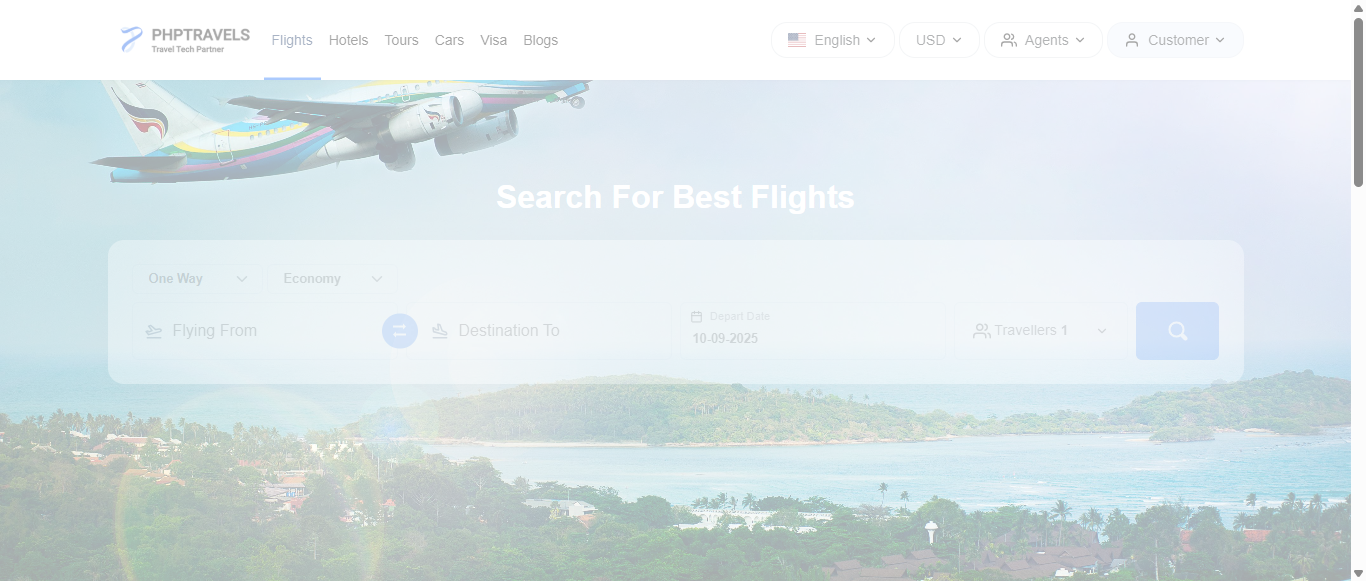 PHPTRAVELS
Travel Tech Partner
Flights Hotels Tours Cars Visa Blogs
English USD Agents Customer
Search For Best Flights
One Way Economy
Flying From Destination To
Depart Date
10-09-2025
Travellers 1